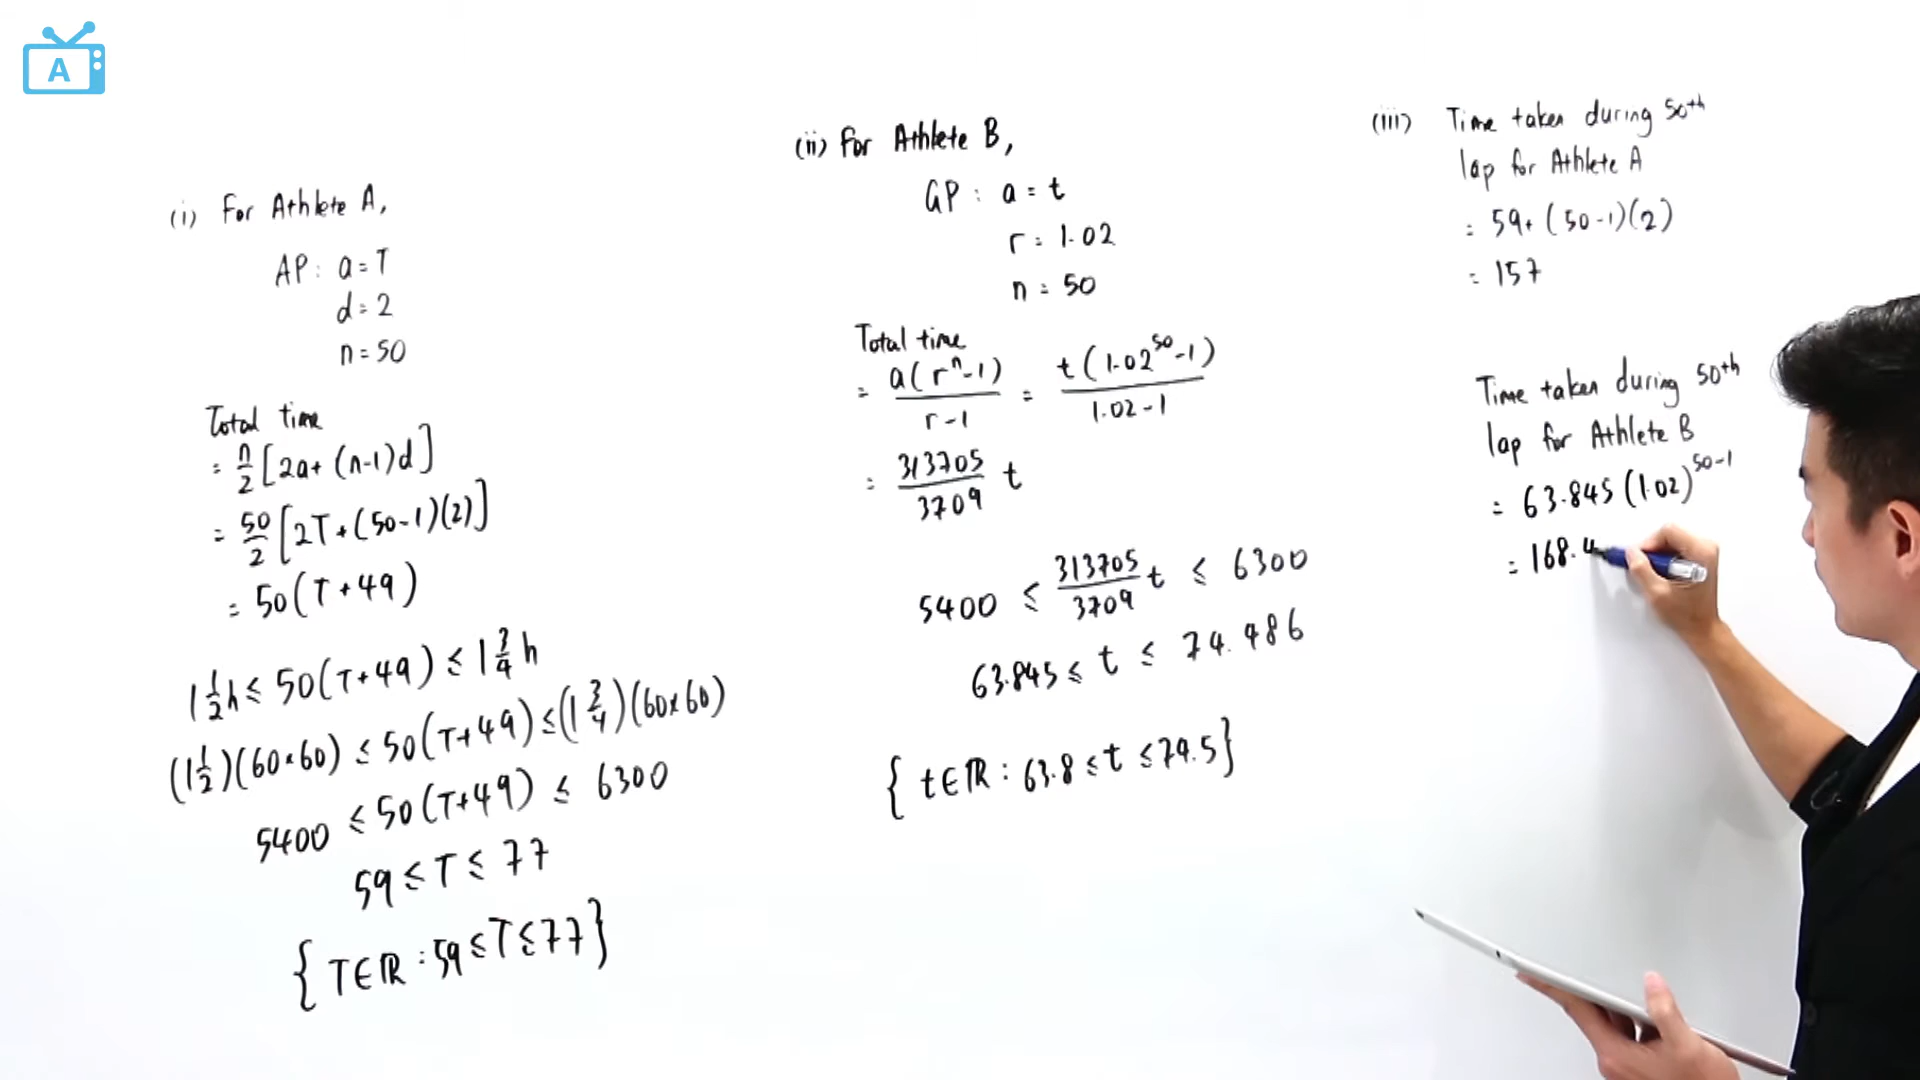 A
(i) For Athlete A,
AP: a = T
d = 2
n = 50
Total time
= n/2 [2a + (n-1)d]
= 50/2 [2T + (50-1)(2)]
= 50(T + 49)
1 1/2 h ≤ 50(T + 49) ≤ 1 3/4 h
(1 1/2)(60×60) ≤ 50(T + 49) ≤ (1 3/4)(60×60)
5400 ≤ 50(T + 49) ≤ 6300
59 ≤ T ≤ 77
{T ∈ ℝ : 59 ≤ T ≤ 77}
(ii) For Athlete B,
GP : a = t
r = 1.02
n = 50
Total time
= a(r^n - 1)/(r - 1) = t(1.02^50 - 1)/(1.02 - 1)
= 313705/3709 t
5400 ≤ 313705/3709 t ≤ 6300
63.845 ≤ t ≤ 74.486
{t ∈ ℝ : 63.8 ≤ t ≤ 74.5}
(iii) Time taken during 50th
lap for Athlete A
= 59 + (50-1)(2)
= 157
Time taken during 50th
lap for Athlete B
= 63.845 (1.02)^50-1
= 168.4